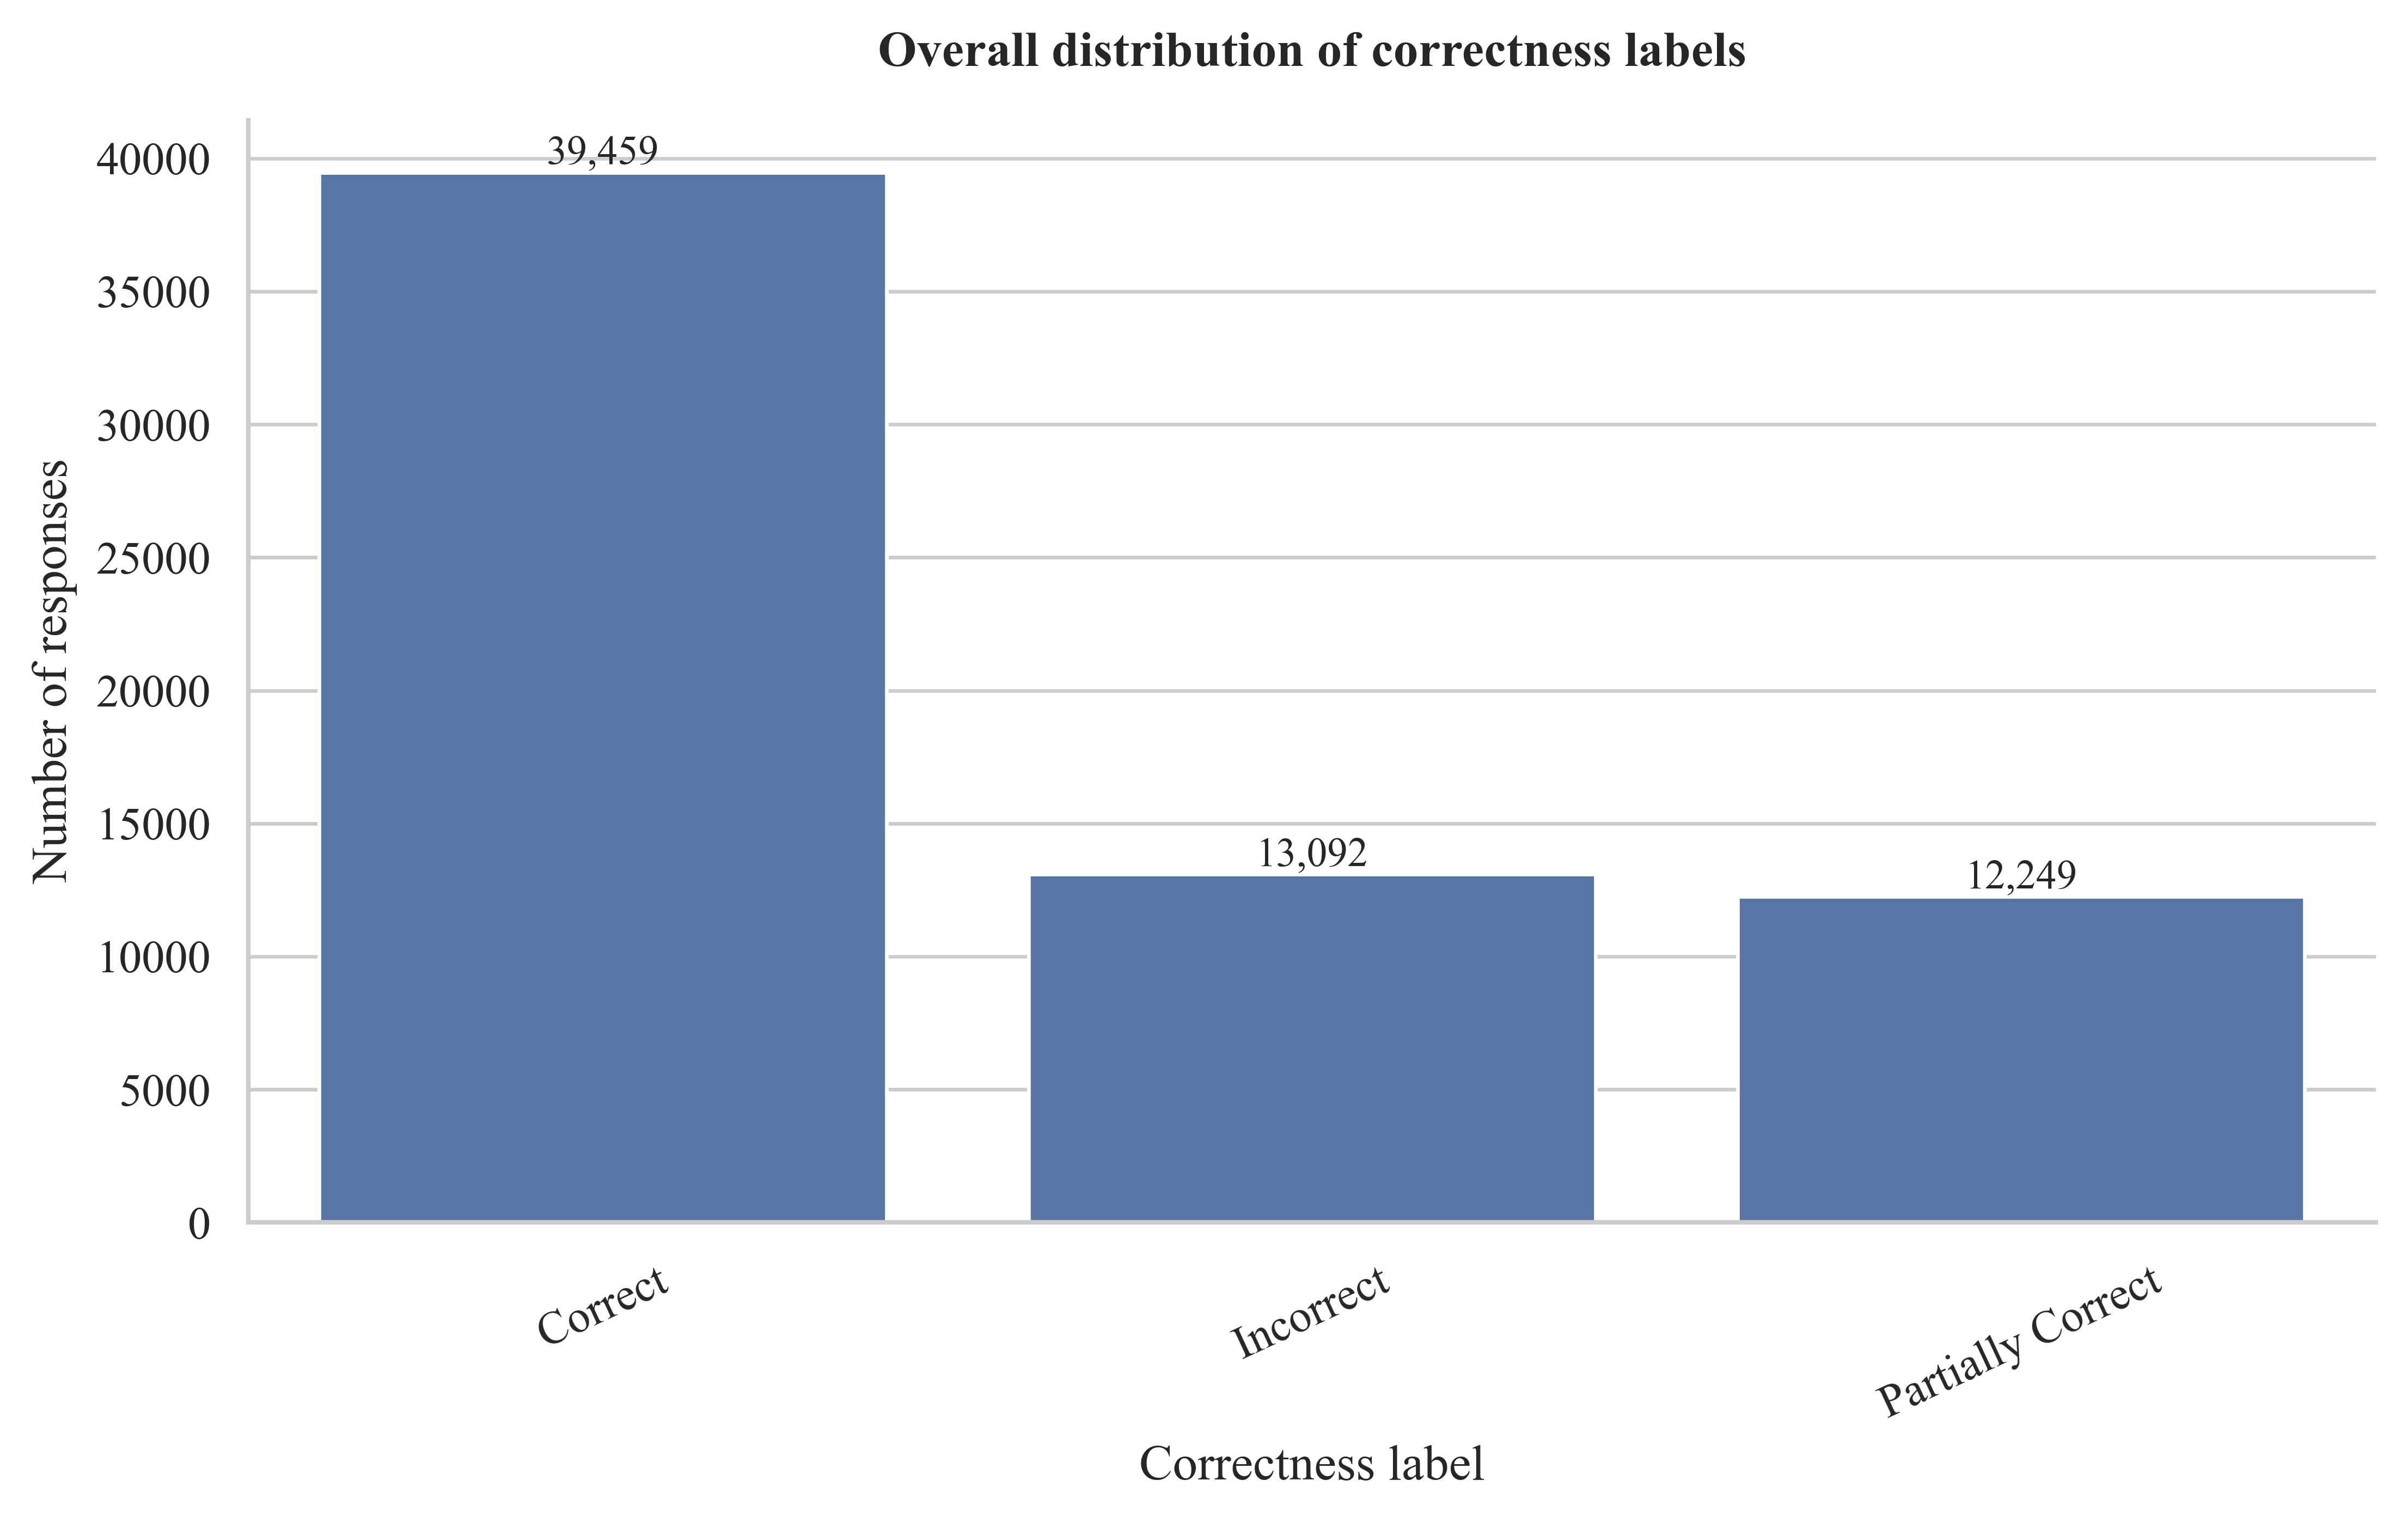 Overall distribution of correctness labels
40000
35000
30000
25000
20000
15000
10000
5000
0
Number of responses
39,459
13,092
12,249
Correct
Incorrect
Partially Correct
Correctness label